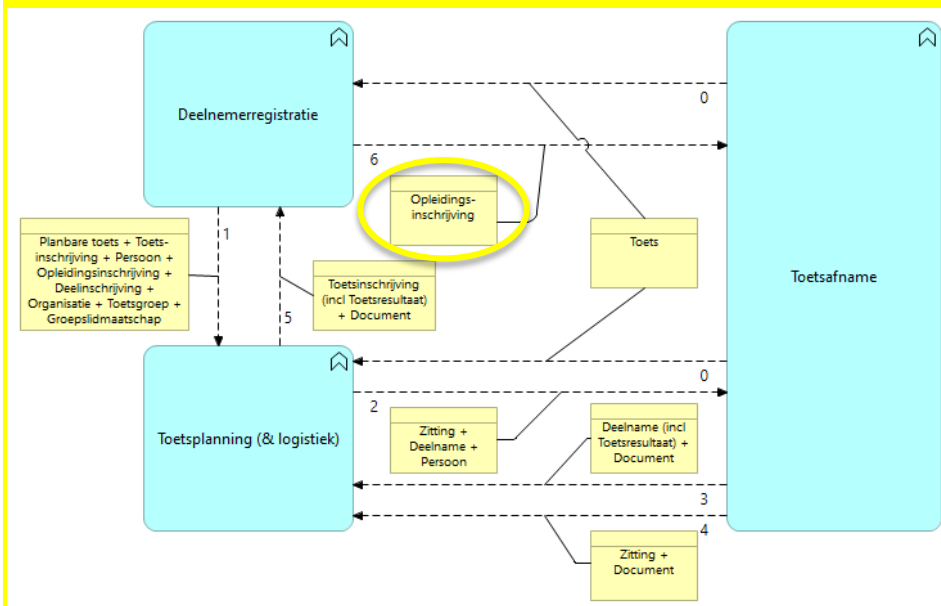 Deelnemerregistratie
0
6
Opleidings-
inschrijving
1
Planbare toets + Toets-
inschrijving + Persoon +
Opleidingsinschrijving +
Deelinschrijving +
Organisatie + Toetsgroep +
Groepslidmaatschap
Toetsinschrijving
(incl Toetsresultaat)
+ Document
5
Toets
Toetsafname
Toetsplanning (& logistiek)
0
2
Zitting +
Deelname +
Persoon
Deelname (incl
Toetsresultaat) +
Document
3
4
Zitting +
Document